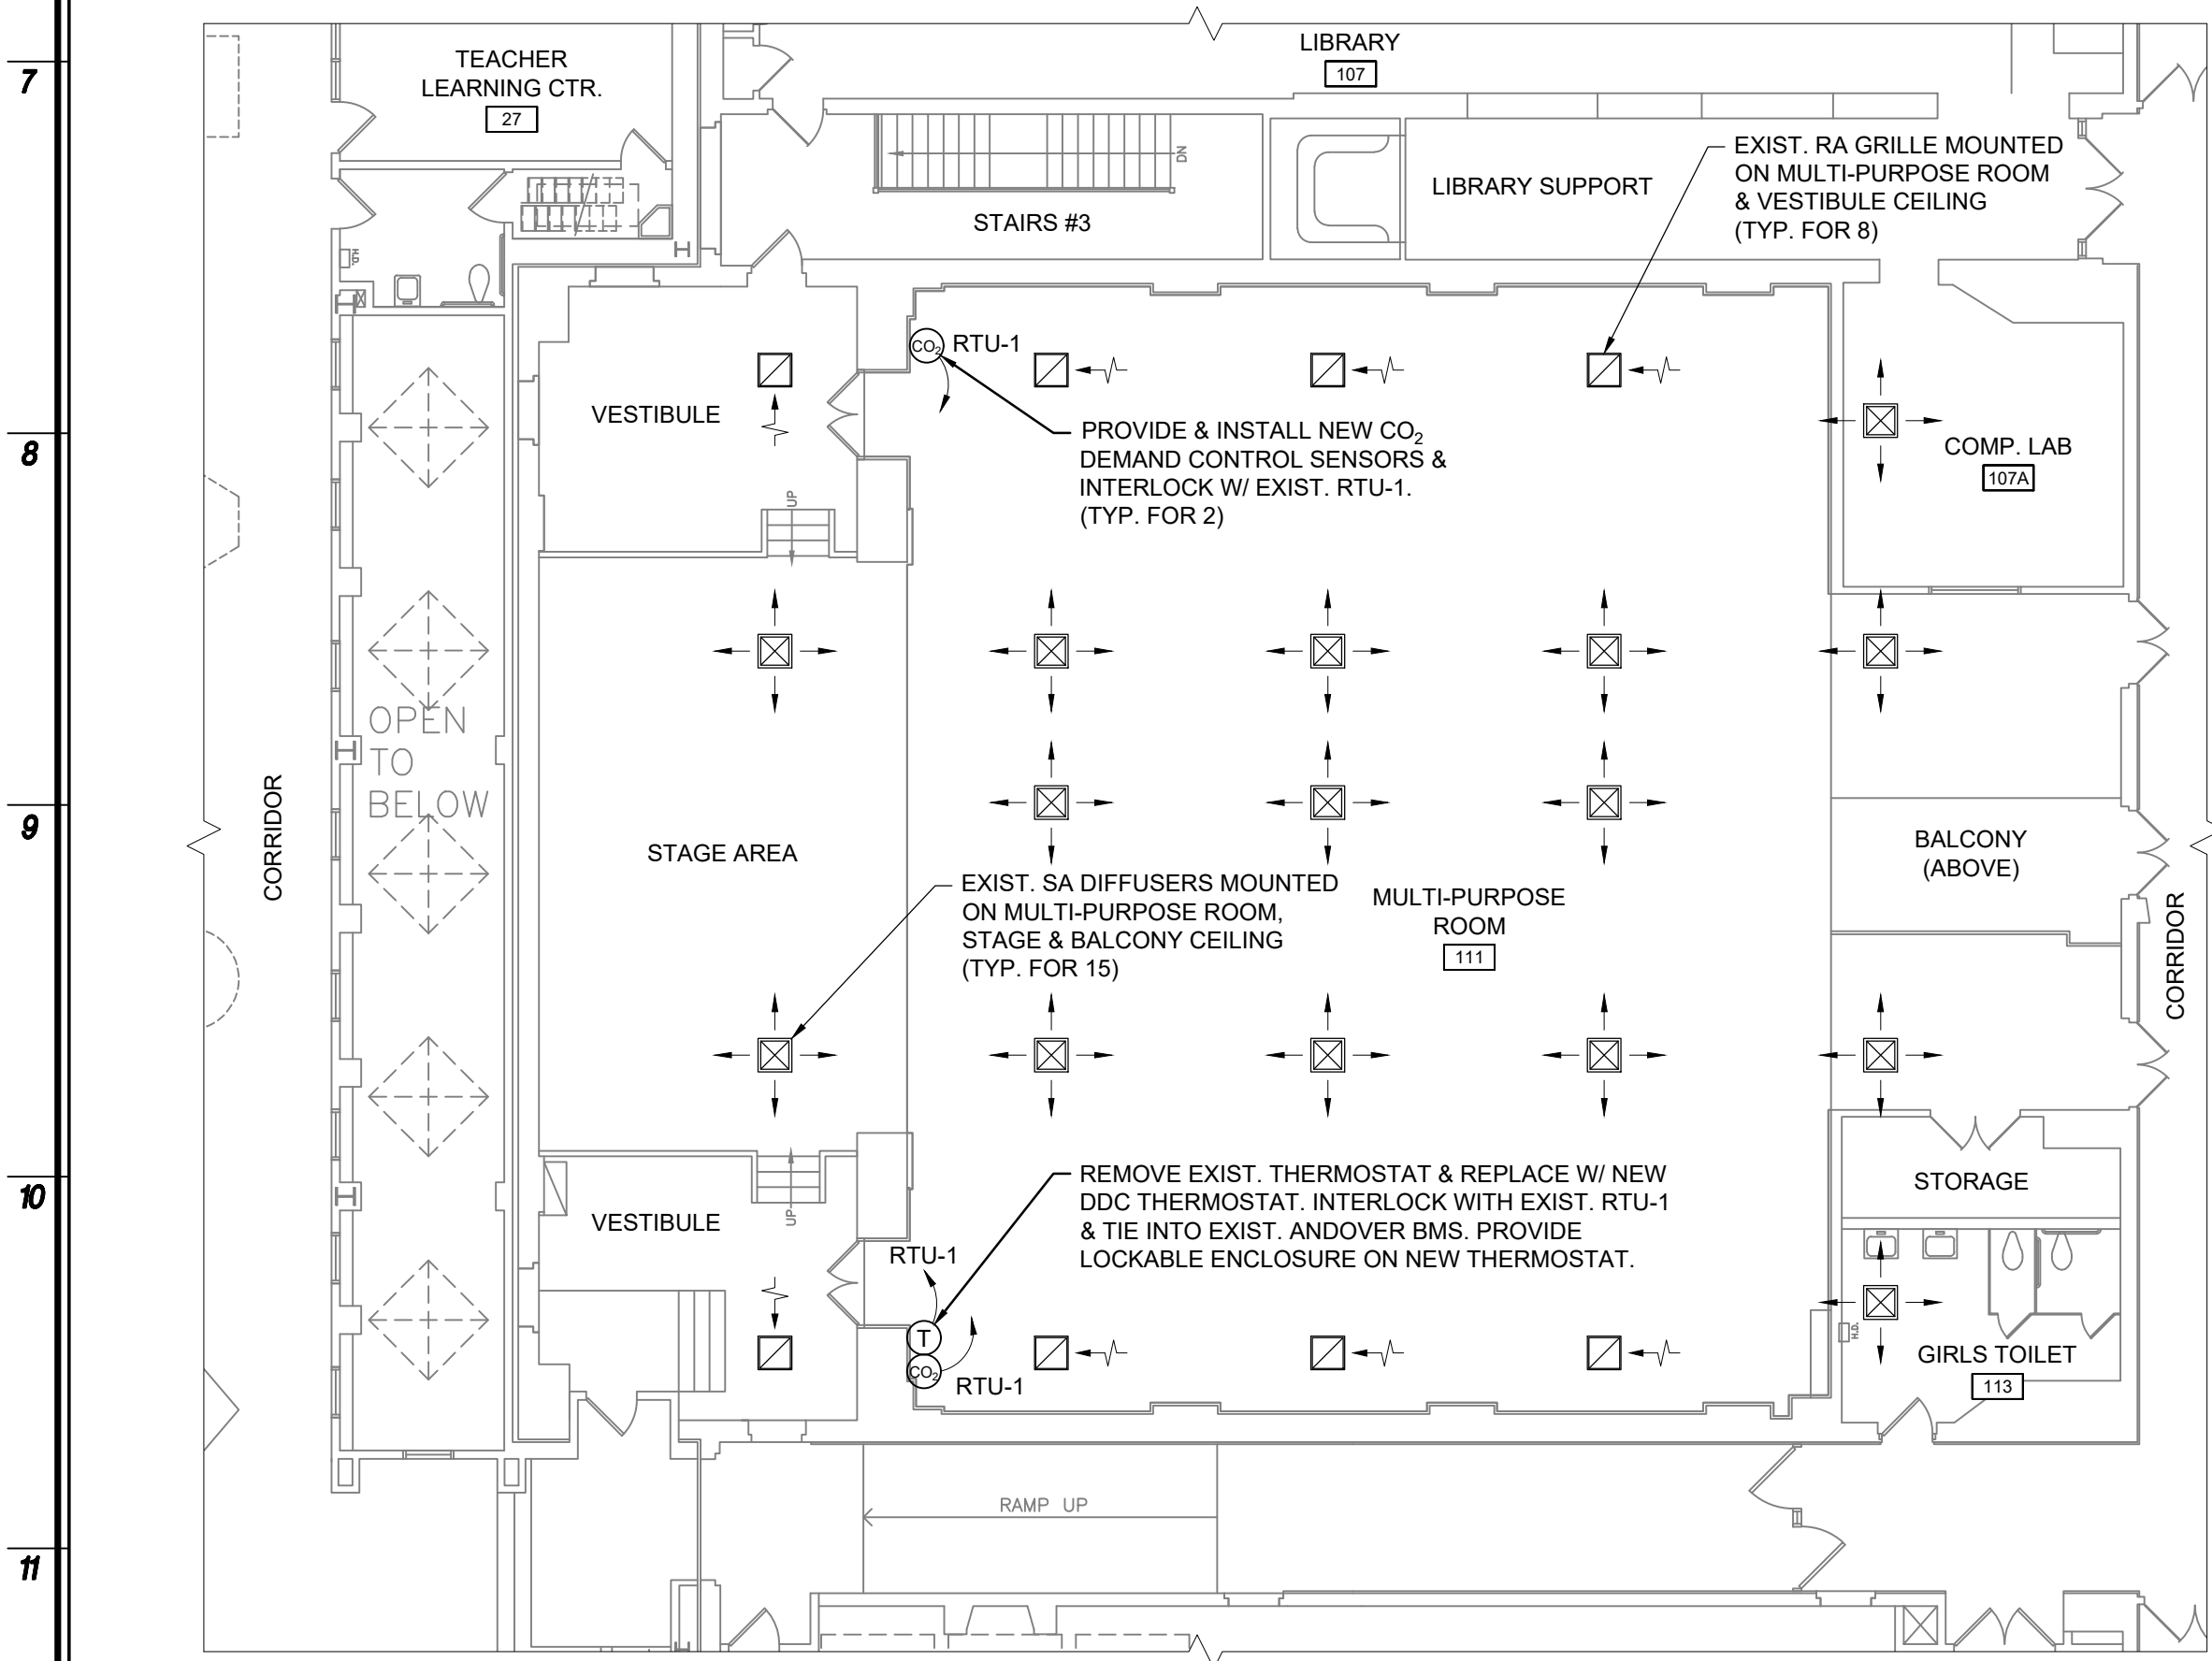 7
8
9
10
11
TEACHER
LEARNING CTR.
27
LIBRARY
107
DN
STAIRS #3
LIBRARY SUPPORT
EXIST. RA GRILLE MOUNTED
ON MULTI-PURPOSE ROOM
& VESTIBULE CEILING
(TYP. FOR 8)
H.D.
CO₂ RTU-1
VESTIBULE
PROVIDE & INSTALL NEW CO₂
DEMAND CONTROL SENSORS &
INTERLOCK W/ EXIST. RTU-1.
(TYP. FOR 2)
COMP. LAB
107A
UP
OPEN
TO
BELOW
CORRIDOR
STAGE AREA
BALCONY
(ABOVE)
EXIST. SA DIFFUSERS MOUNTED
ON MULTI-PURPOSE ROOM,
STAGE & BALCONY CEILING
(TYP. FOR 15)
MULTI-PURPOSE
ROOM
111
CORRIDOR
REMOVE EXIST. THERMOSTAT & REPLACE W/ NEW
DDC THERMOSTAT. INTERLOCK WITH EXIST. RTU-1
& TIE INTO EXIST. ANDOVER BMS. PROVIDE
LOCKABLE ENCLOSURE ON NEW THERMOSTAT.
STORAGE
UP
VESTIBULE
RTU-1
T
CO₂
RTU-1
H.D.
GIRLS TOILET
113
RAMP UP